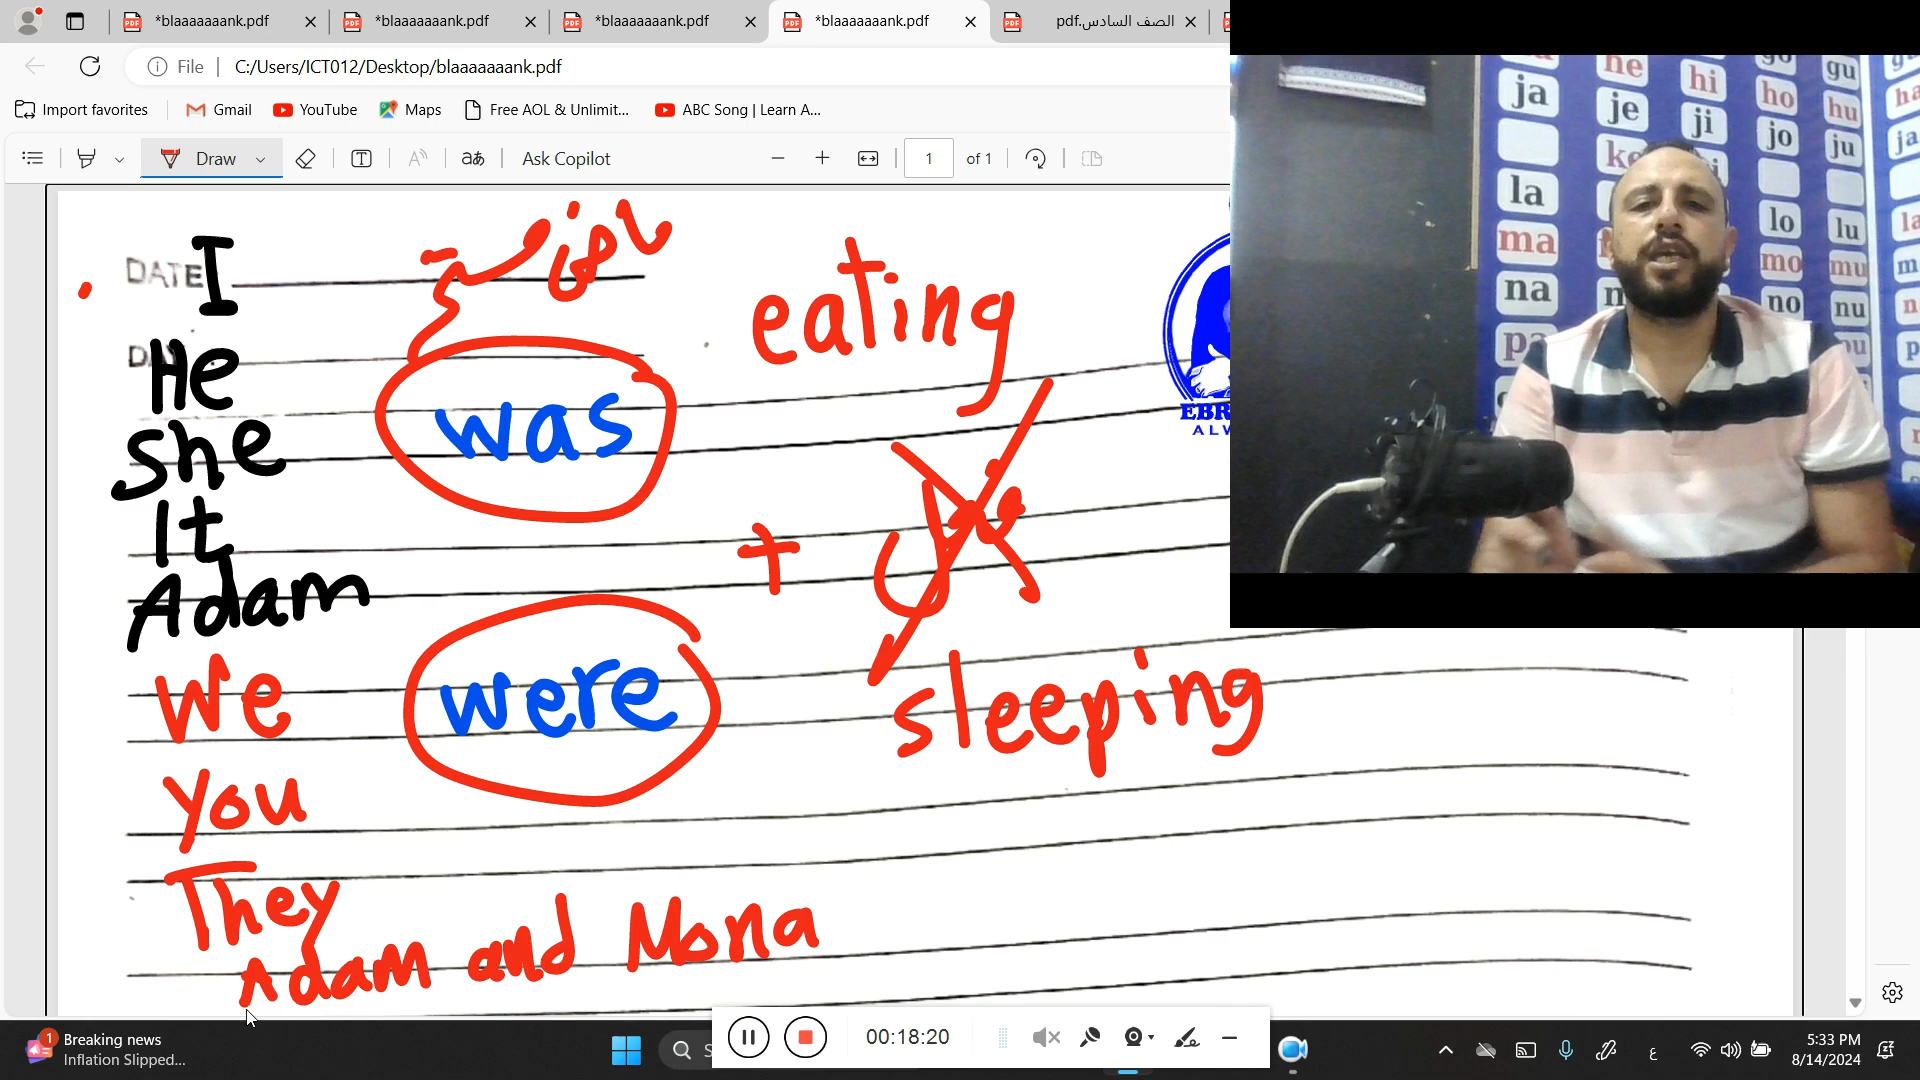 *blaaaaaaank.pdf
*blaaaaaaank.pdf
*blaaaaaaank.pdf
*blaaaaaaank.pdf
الصف السادس.pdf
File
C:/Users/ICT012/Desktop/blaaaaaaank.pdf
Import favorites
Gmail
YouTube
Maps
Free AOL & Unlimit...
ABC Song | Learn A...
Draw
Ask Copilot
1
of 1
DATE
I
He
She
It
Adam
was
eating
+
were
sleeping
We
You
They
Adam and Mona
EBR
ALW
ja
la
ma
na
he
je
hi
ji
ho
jo
lo
mo
no
gu
hu
ju
lu
mu
nu
00:18:20
1
Breaking news
Inflation Slipped...
ع
5:33 PM
8/14/2024